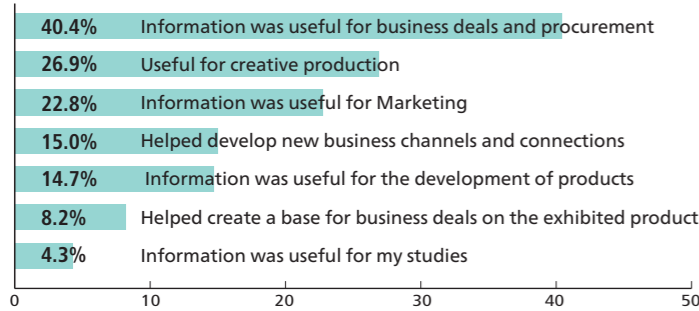 40.4% Information was useful for business deals and procurement
26.9% Useful for creative production
22.8% Information was useful for Marketing
15.0% Helped develop new business channels and connections
14.7% Information was useful for the development of products
8.2% Helped create a base for business deals on the exhibited product
4.3% Information was useful for my studies
0 10 20 30 40 50